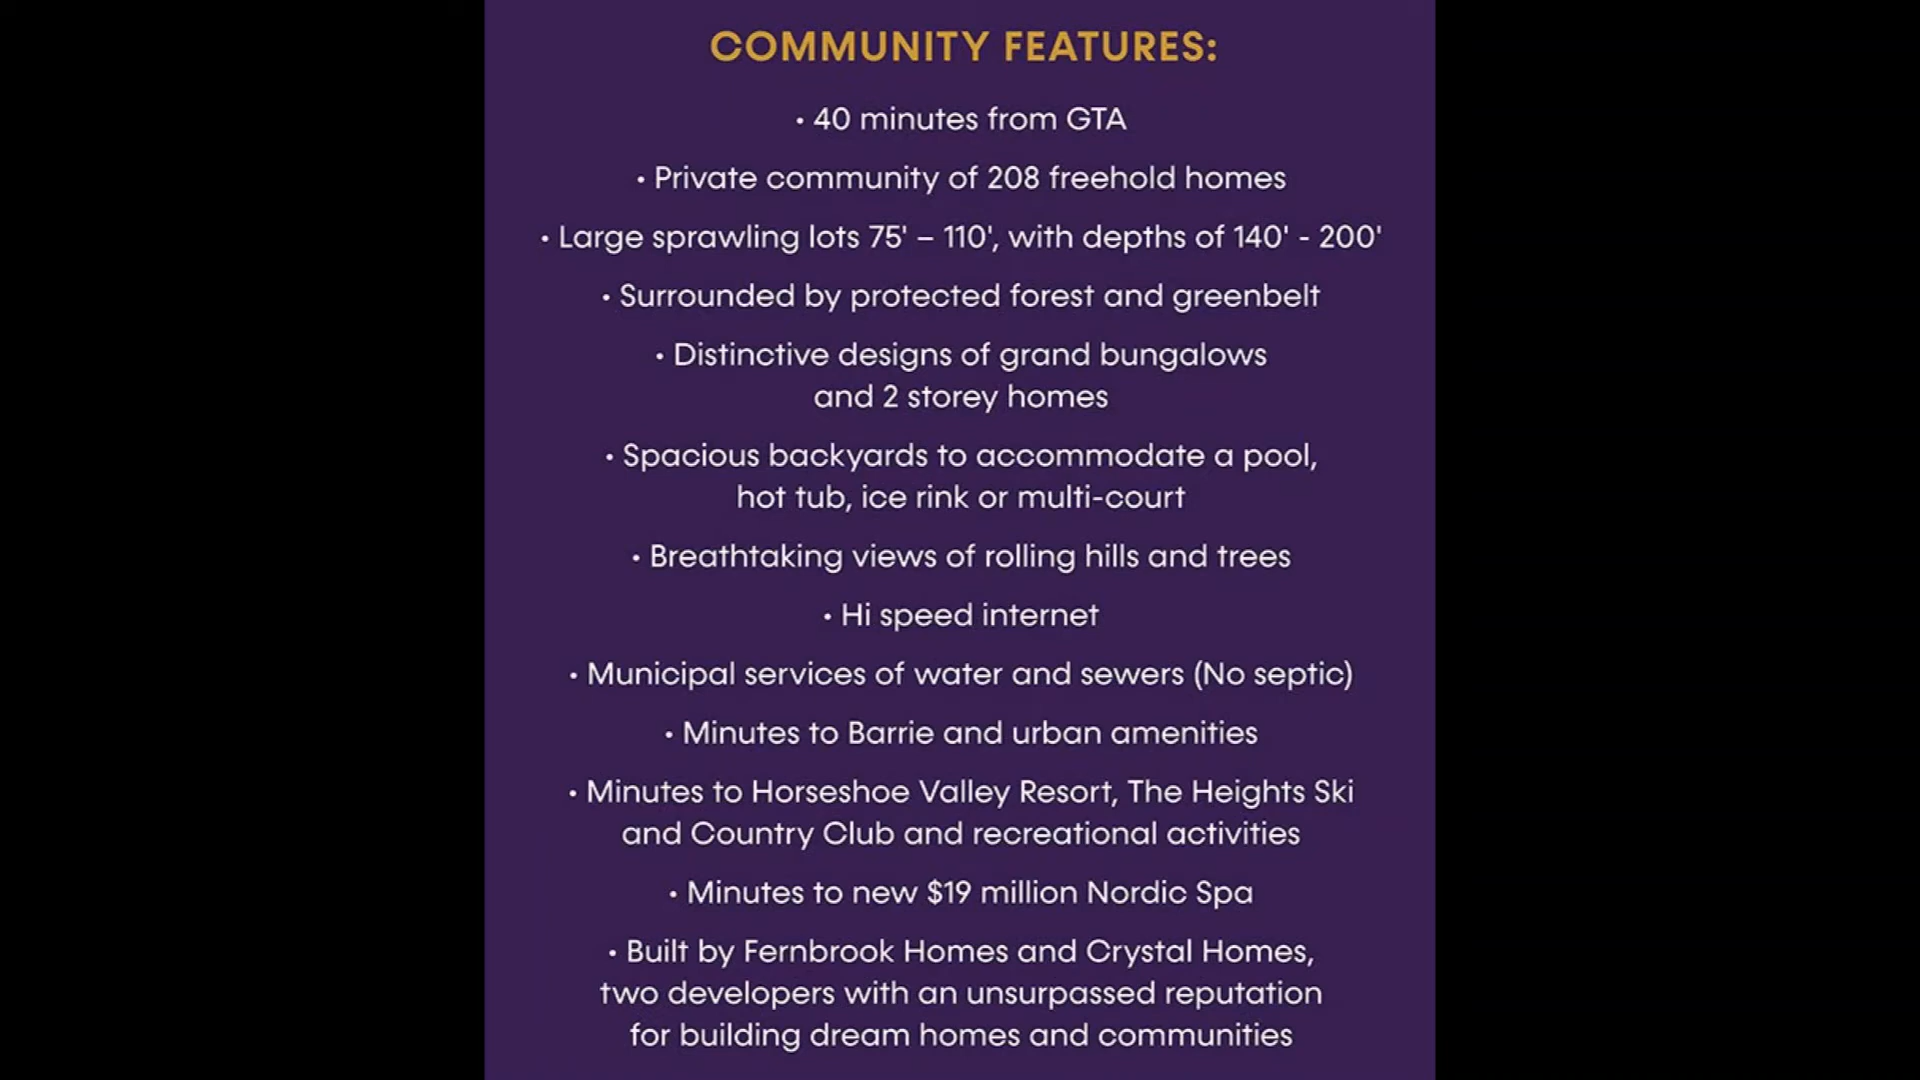 COMMUNITY FEATURES:
• 40 minutes from GTA
• Private community of 208 freehold homes
• Large sprawling lots 75' – 110', with depths of 140' - 200'
• Surrounded by protected forest and greenbelt
• Distinctive designs of grand bungalows
and 2 storey homes
• Spacious backyards to accommodate a pool,
hot tub, ice rink or multi-court
• Breathtaking views of rolling hills and trees
• Hi speed internet
• Municipal services of water and sewers (No septic)
• Minutes to Barrie and urban amenities
• Minutes to Horseshoe Valley Resort, The Heights Ski
and Country Club and recreational activities
• Minutes to new $19 million Nordic Spa
• Built by Fernbrook Homes and Crystal Homes,
two developers with an unsurpassed reputation
for building dream homes and communities